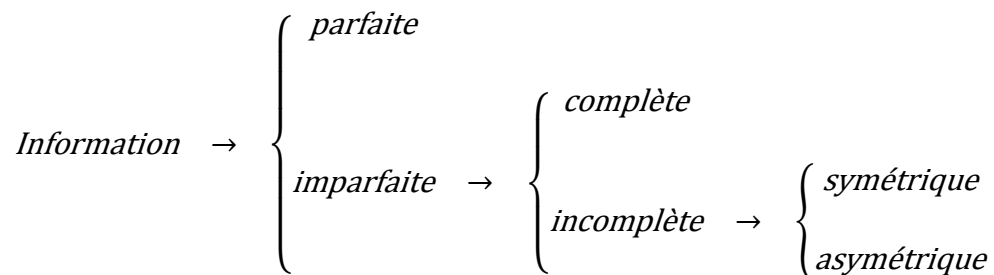 parfaite
complète
Information → imparfaite → incomplète → symétrique
asymétrique